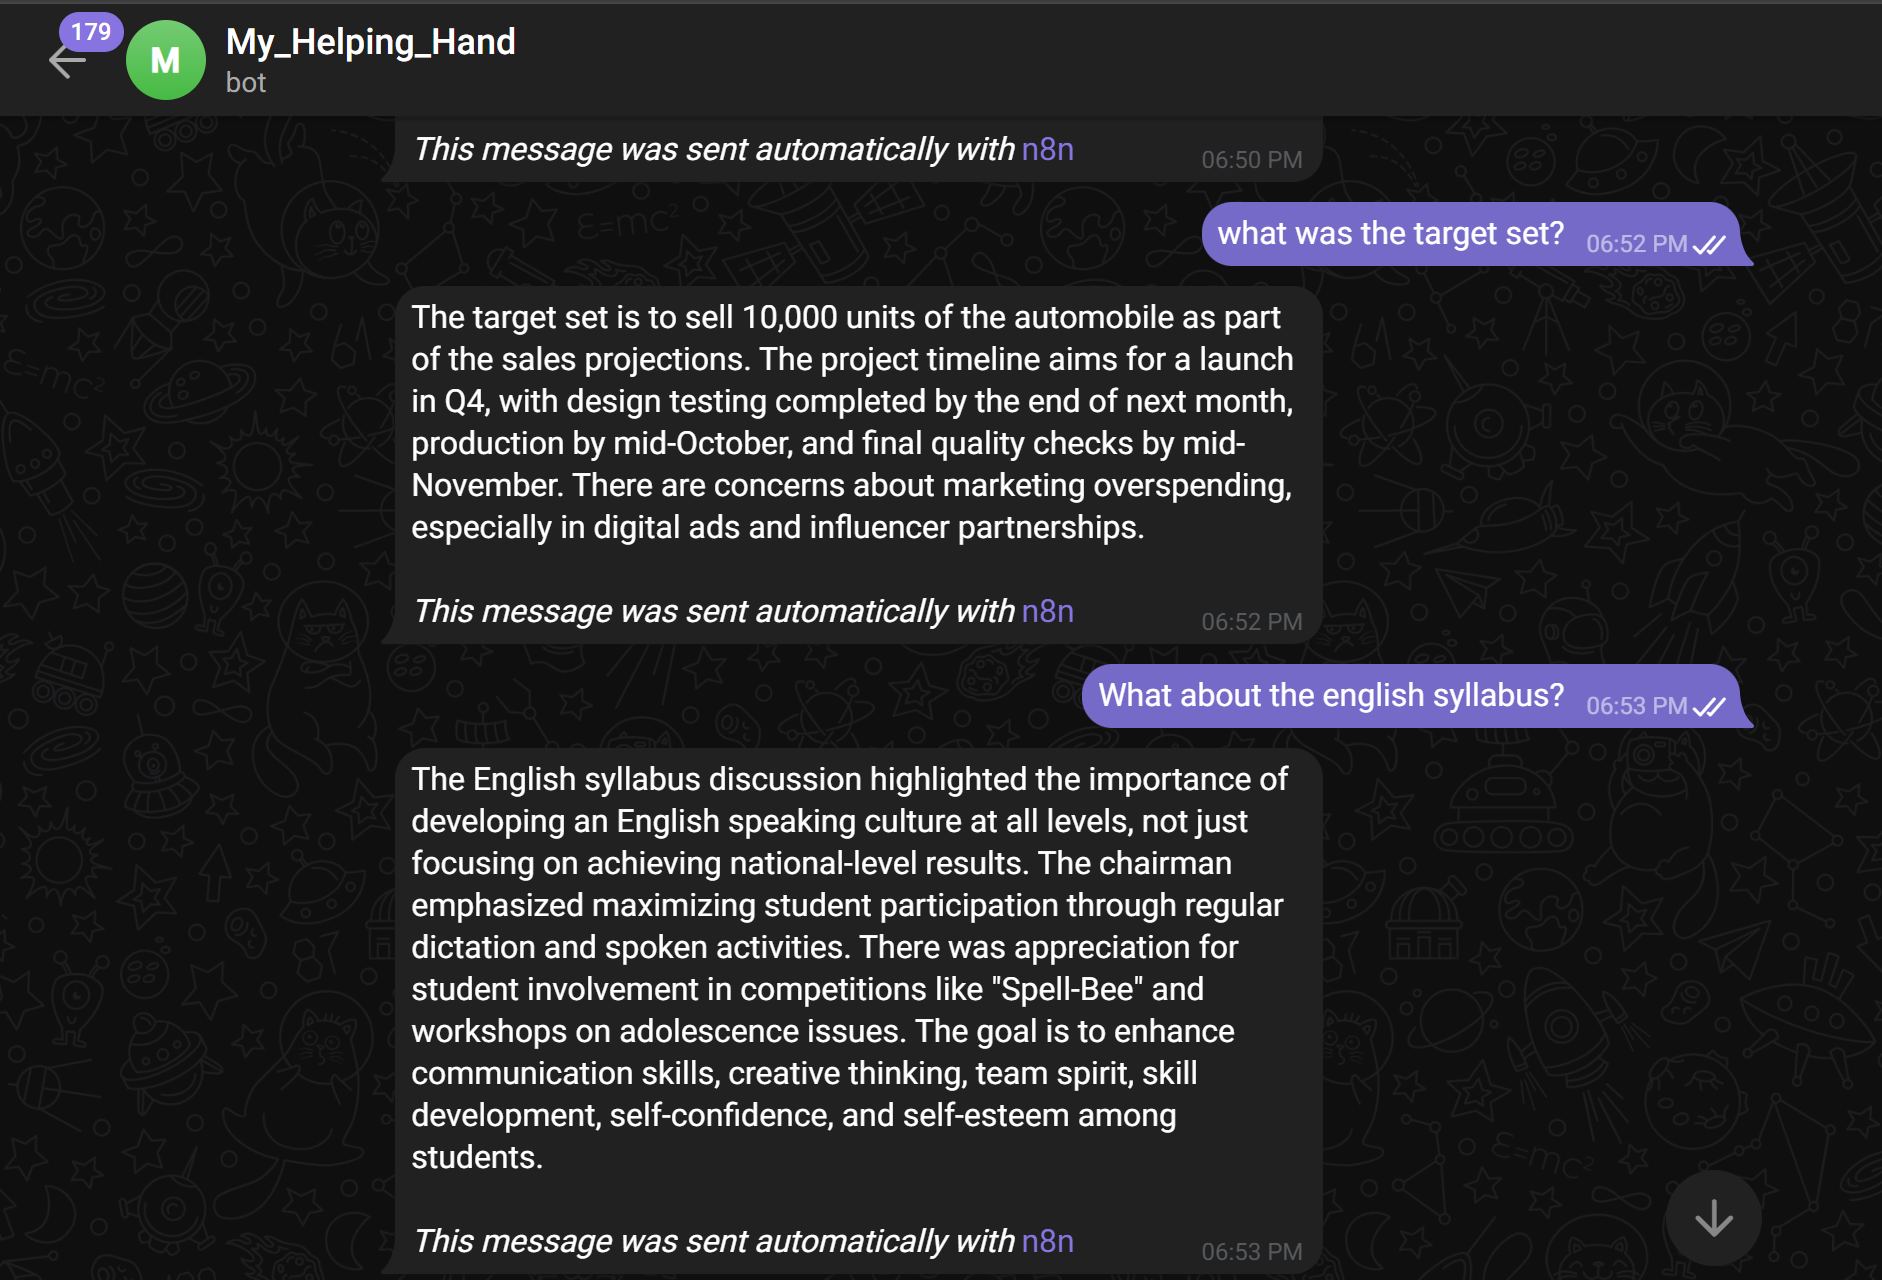 179
M
My_Helping_Hand
bot
This message was sent automatically with n8n
06:50 PM
what was the target set? 06:52 PM
The target set is to sell 10,000 units of the automobile as part
of the sales projections. The project timeline aims for a launch
in Q4, with design testing completed by the end of next month,
production by mid-October, and final quality checks by mid-
November. There are concerns about marketing overspending,
especially in digital ads and influencer partnerships.
This message was sent automatically with n8n
06:52 PM
What about the english syllabus? 06:53 PM
The English syllabus discussion highlighted the importance of
developing an English speaking culture at all levels, not just
focusing on achieving national-level results. The chairman
emphasized maximizing student participation through regular
dictation and spoken activities. There was appreciation for
student involvement in competitions like "Spell-Bee" and
workshops on adolescence issues. The goal is to enhance
communication skills, creative thinking, team spirit, skill
development, self-confidence, and self-esteem among
students.
This message was sent automatically with n8n
06:53 PM